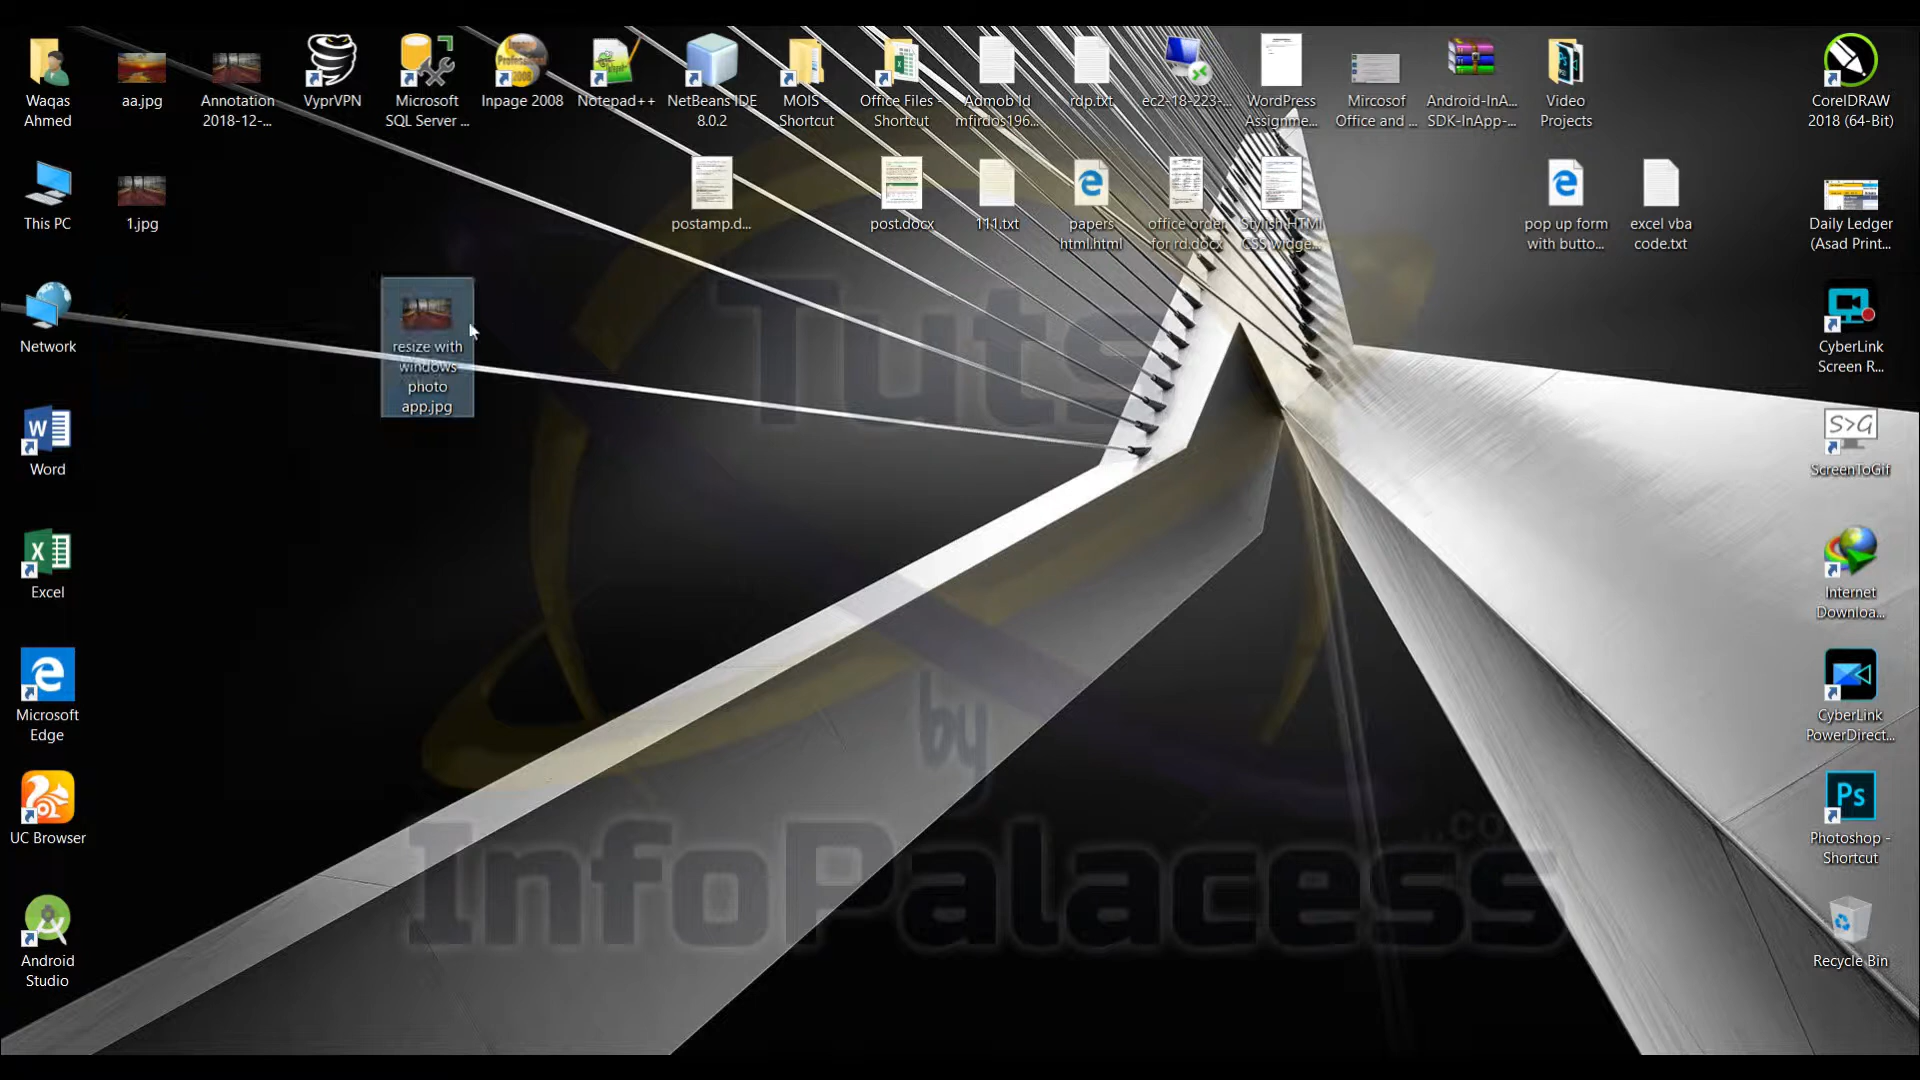 Waqas
Ahmed
aa.jpg
Annotation
2018-12-...
VyprVPN
Microsoft
SQL Server ...
Inpage 2008
Notepad++
NetBeans IDE
8.0.2
MOIS
Shortcut
Office Files -
Shortcut
Admob Id
mfirdos196...
rdp.txt
ec2-18-223-...
WordPress
Assignme...
Mircosof
Office and ...
Android-InA...
SDK-InApp-...
Video
Projects
CorelDRAW
2018 (64-Bit)
This PC
1.jpg
postamp.d...
post.docx
111.txt
papers
html.html
office order
for rd.docx
Stylish HTMl
CSS widge...
pop up form
with butto...
excel vba
code.txt
Daily Ledger
(Asad Print...
Network
resize with
windows
photo
app.jpg
CyberLink
Screen R...
Tuts
Word
S>G
ScreenToGif
Excel
Internet
Downloa...
Microsoft
Edge
by
CyberLink
PowerDirect...
UC Browser
Ps
Photoshop -
Shortcut
InfoPalacess
Android
Studio
Recycle Bin